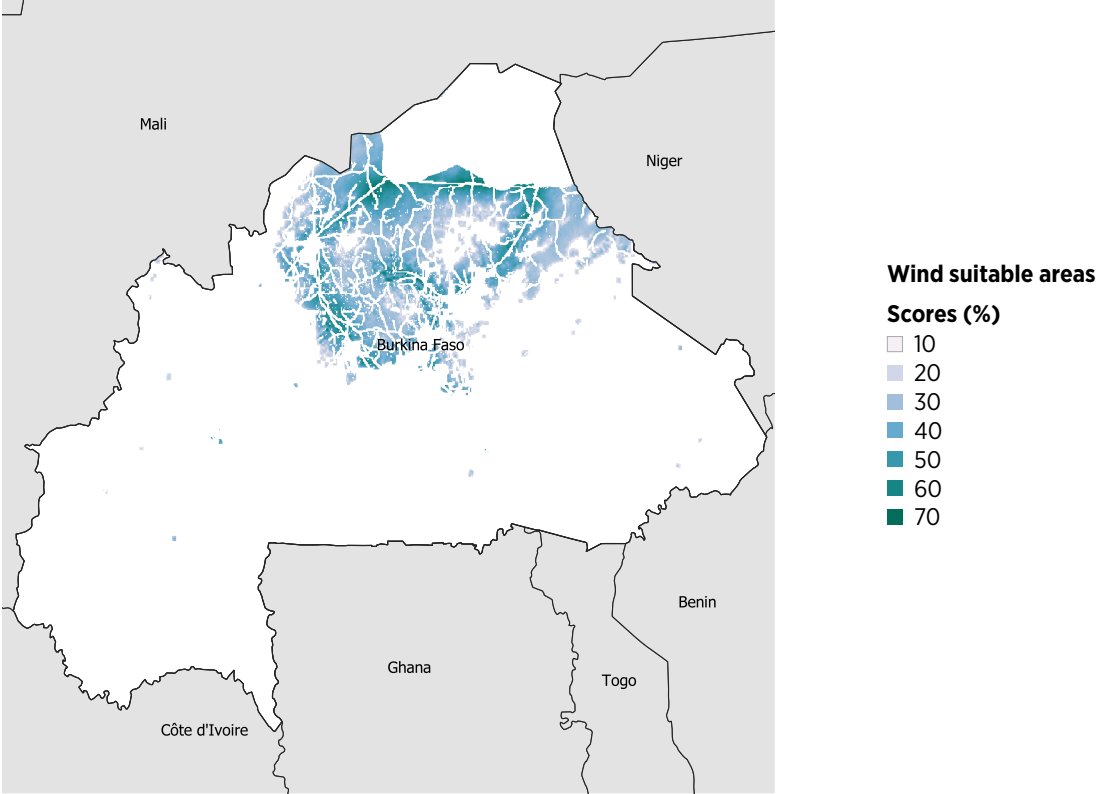 Mali
Niger
Burkina Faso
Benin
Ghana
Togo
Côte d'Ivoire
Wind suitable areas
Scores (%)
10
20
30
40
50
60
70